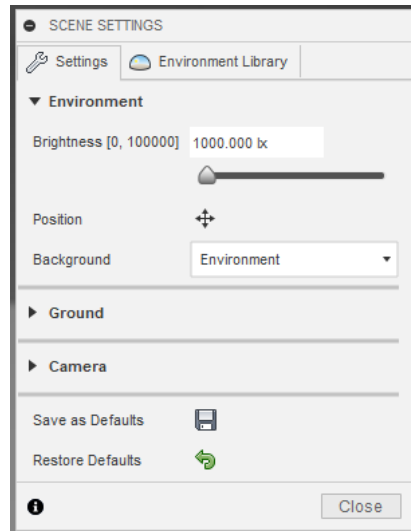 SCENE SETTINGS
Settings
Environment Library
Environment
Brightness [0, 100000] 1000.000 lx
Position
Background Environment
Ground
Camera
Save as Defaults
Restore Defaults
Close